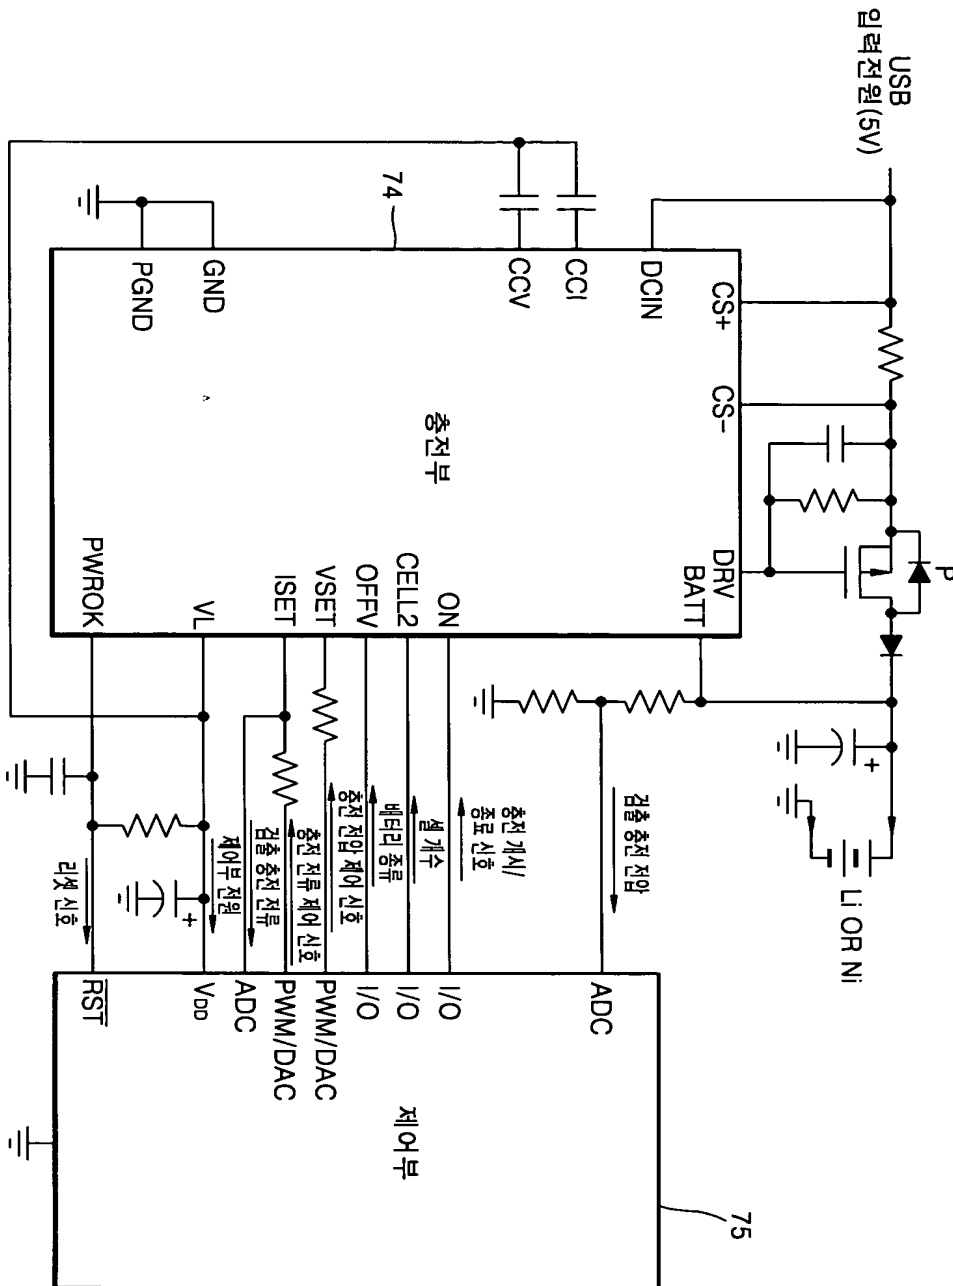 USB
입력전원(5V)
P
Li OR Ni
DCIN
CS+
CS-
DRV
BATT
CCI
CCV
GND
PGND
74
충전부
ON
CELL2
OFFV
VSET
ISET
VL
PWROK
검출 충전 전압
충전 개시/
종료 신호
셀 개수
배터리 종류
충전 전압 제어 신호
충전 전류 제어 신호
검출 충전 전류
제어부 전원
리셋 신호
+
+
ADC
I/O
I/O
I/O
PWM/DAC
PWM/DAC
ADC
VDD
RST
제어부
75